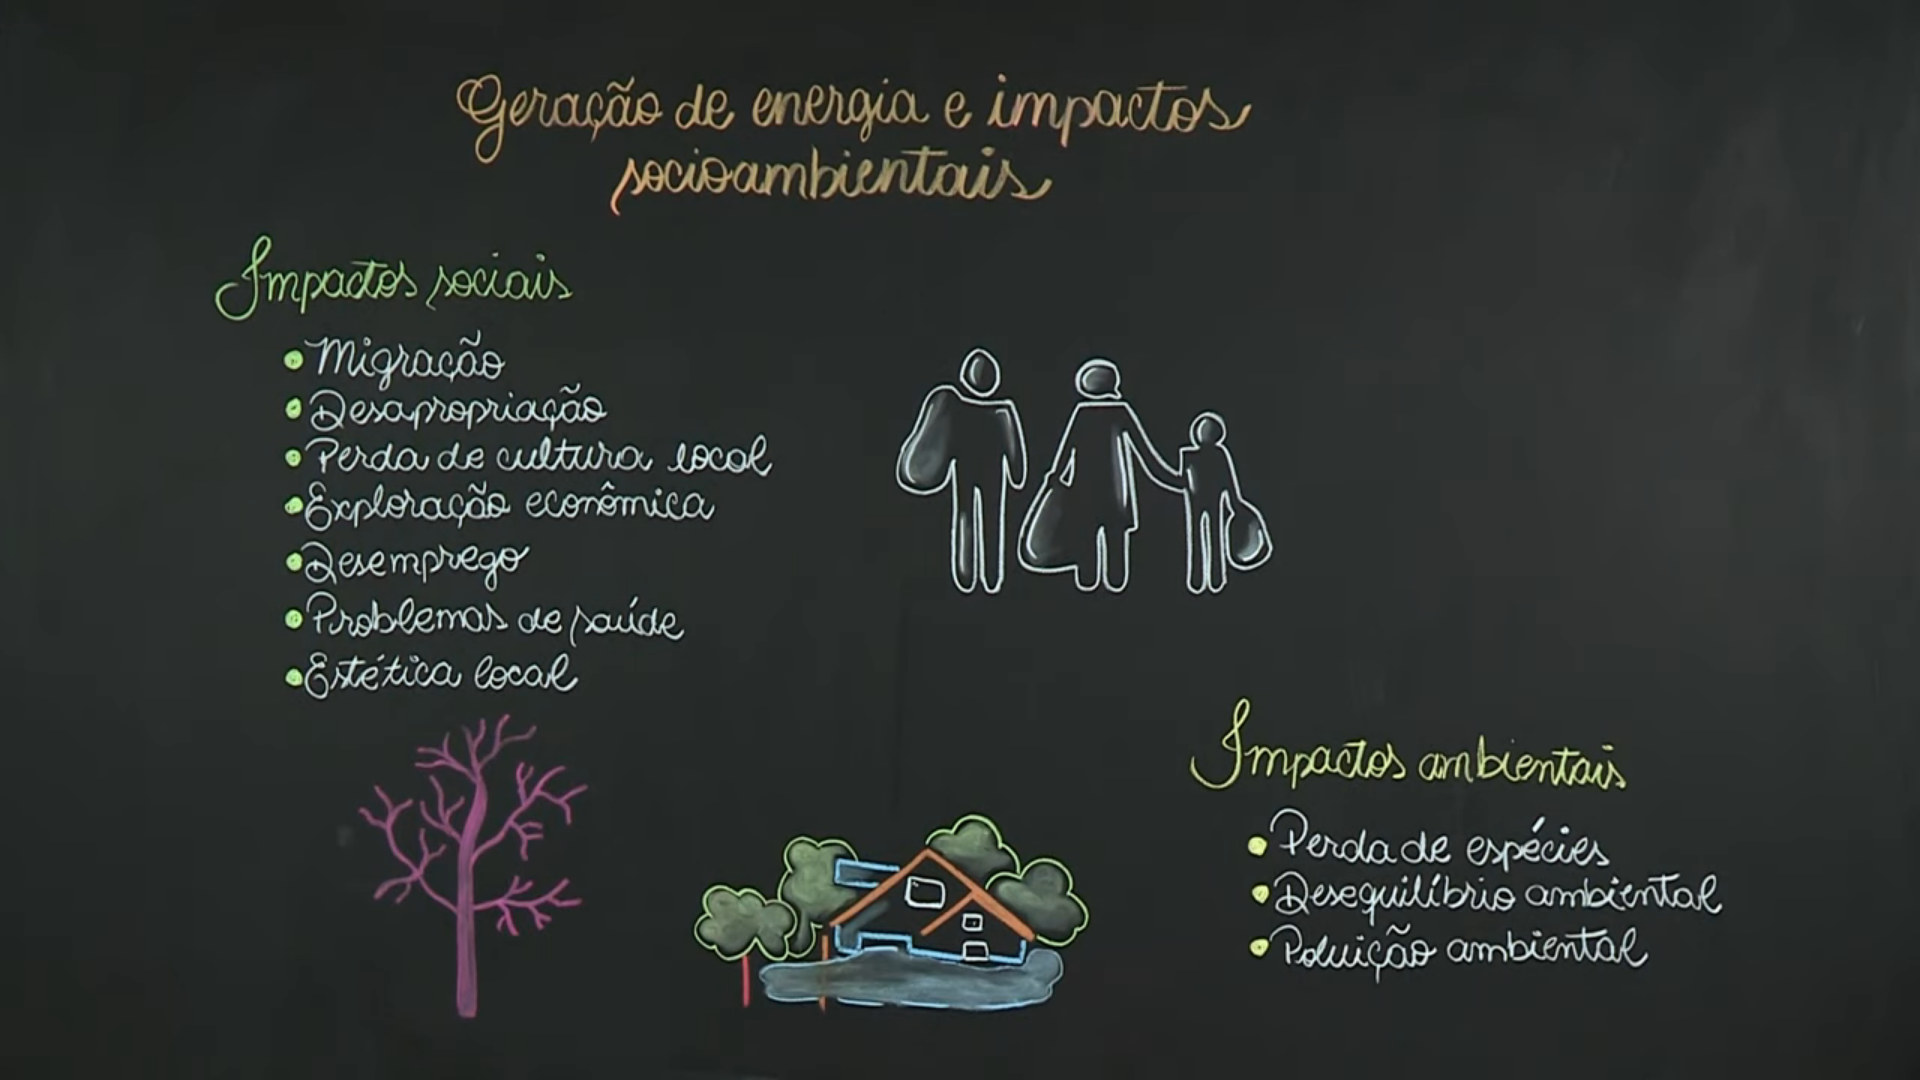 Geração de energia e impactos
socioambientais
Impactos sociais
• Migração
• Desapropriação
• Perda de cultura local
• Exploração econômica
• Desemprego
• Problemas de saúde
• Estética local
Impactos ambientais
• Perda de espécies
• Desequilíbrio ambiental
• Poluição ambiental